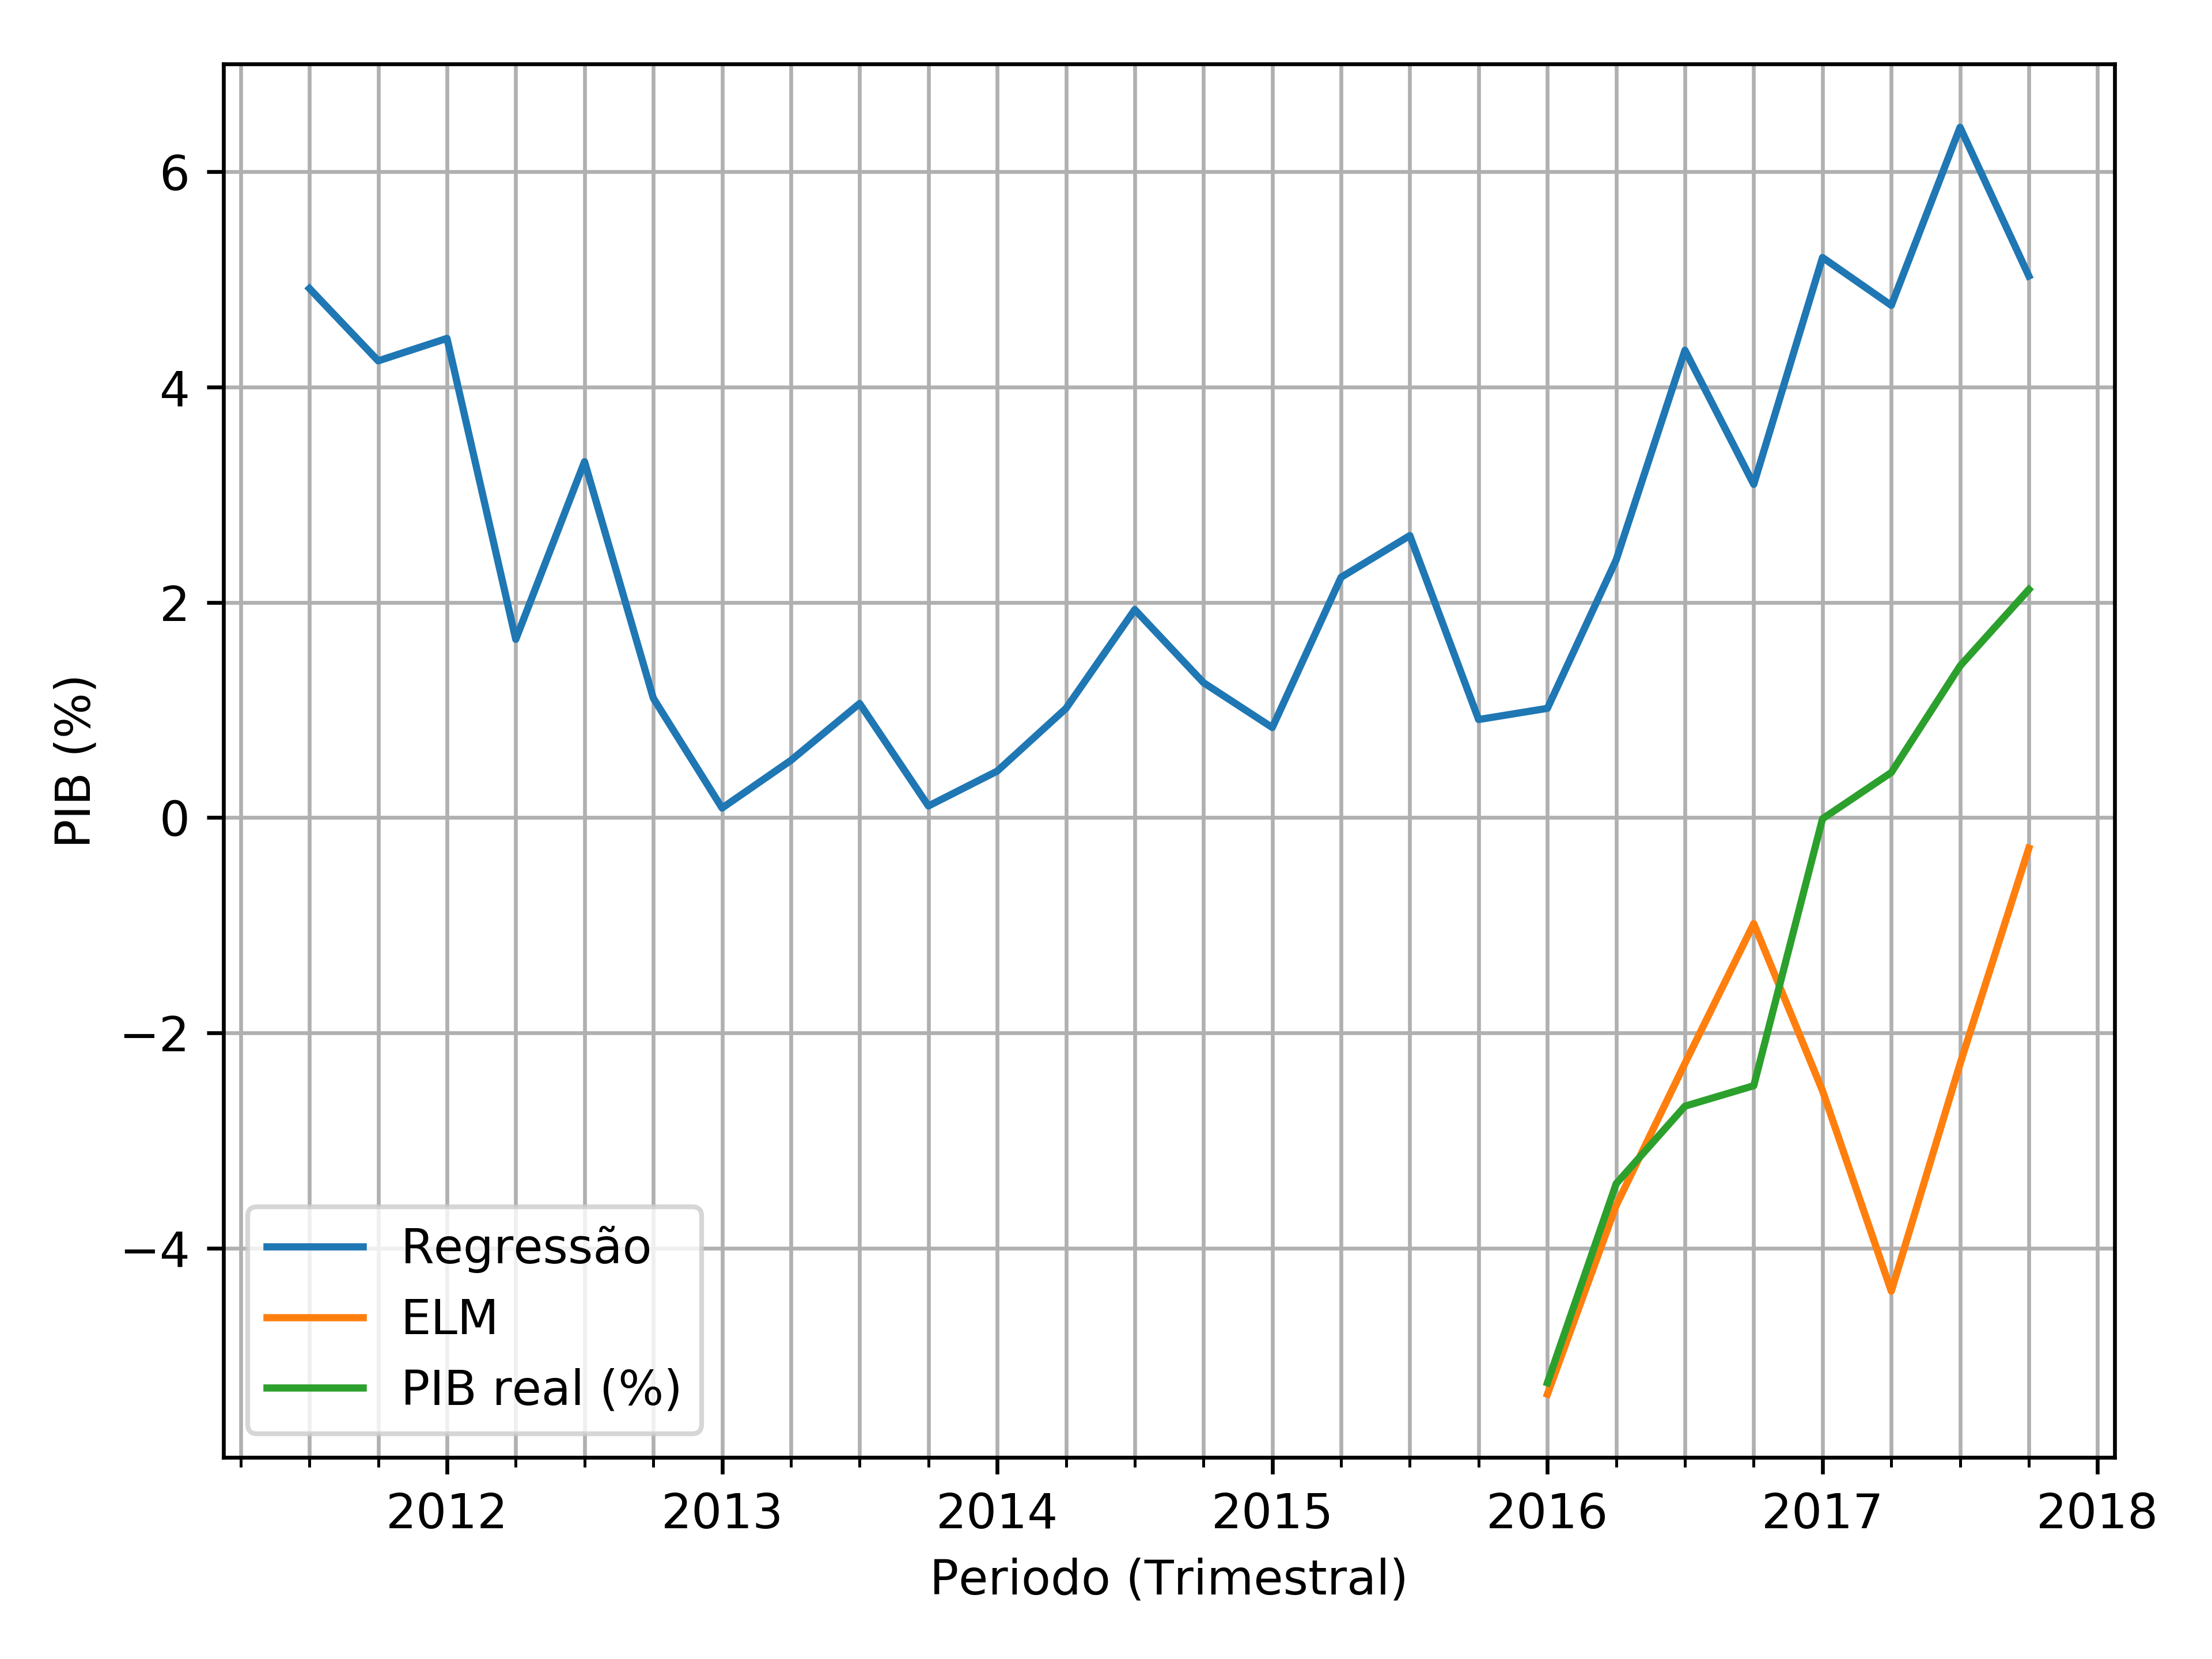 6
4
2
0
−2
−4
PIB (%)
Regressão
ELM
PIB real (%)
2012 2013 2014 2015 2016 2017 2018
Periodo (Trimestral)